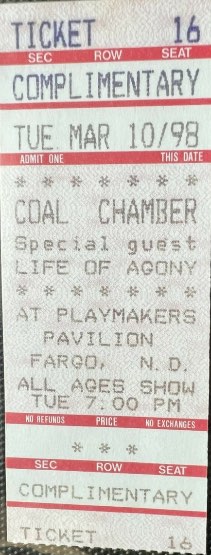 TICKET 16
SEC ROW SEAT
COMPLIMENTARY
TUE MAR 10/98
ADMIT ONE THIS DATE
* * * * * * * *
COAL CHAMBER
Special guest
LIFE OF AGONY
* * * * * * * *
AT PLAYMAKERS
PAVILION
FARGO, N.D.
ALL AGES SHOW
TUE 7:00 PM
NO REFUNDS PRICE NO EXCHANGES
* * *
SEC ROW SEAT
COMPLIMENTARY
TICKET 16